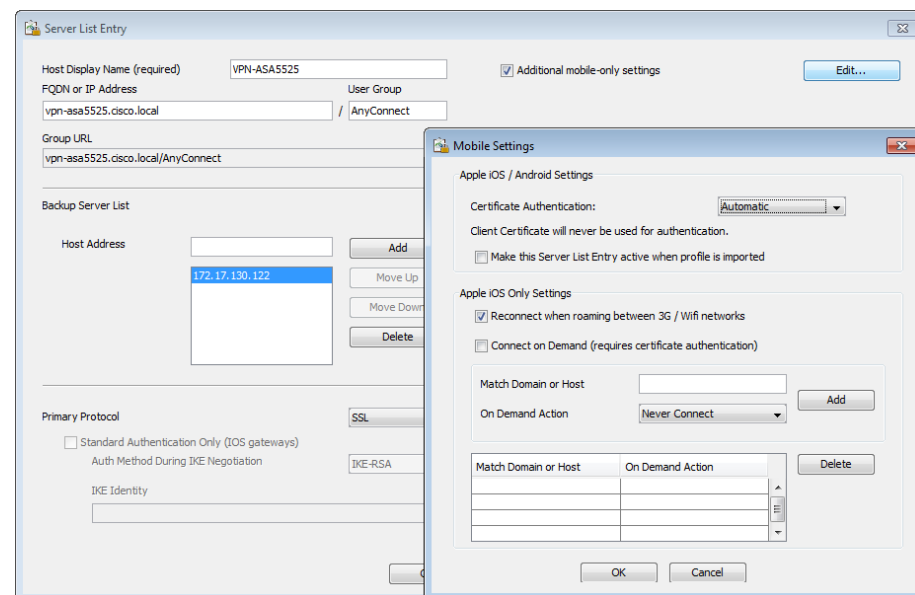 Server List Entry
Host Display Name (required) VPN-ASA5525 Additional mobile-only settings Edit...
FQDN or IP Address User Group
vpn-asa5525.cisco.local / AnyConnect
Group URL
vpn-asa5525.cisco.local/AnyConnect
Backup Server List
Host Address Add
172.17.130.122
Move Up
Move Down
Delete
Primary Protocol SSL
Standard Authentication Only (IOS gateways)
Auth Method During IKE Negotiation IKE-RSA
IKE Identity
Mobile Settings
Apple iOS / Android Settings
Certificate Authentication: Automatic
Client Certificate will never be used for authentication.
Make this Server List Entry active when profile is imported
Apple iOS Only Settings
Reconnect when roaming between 3G / Wifi networks
Connect on Demand (requires certificate authentication)
Match Domain or Host
Add
On Demand Action Never Connect
Match Domain or Host On Demand Action Delete
OK Cancel